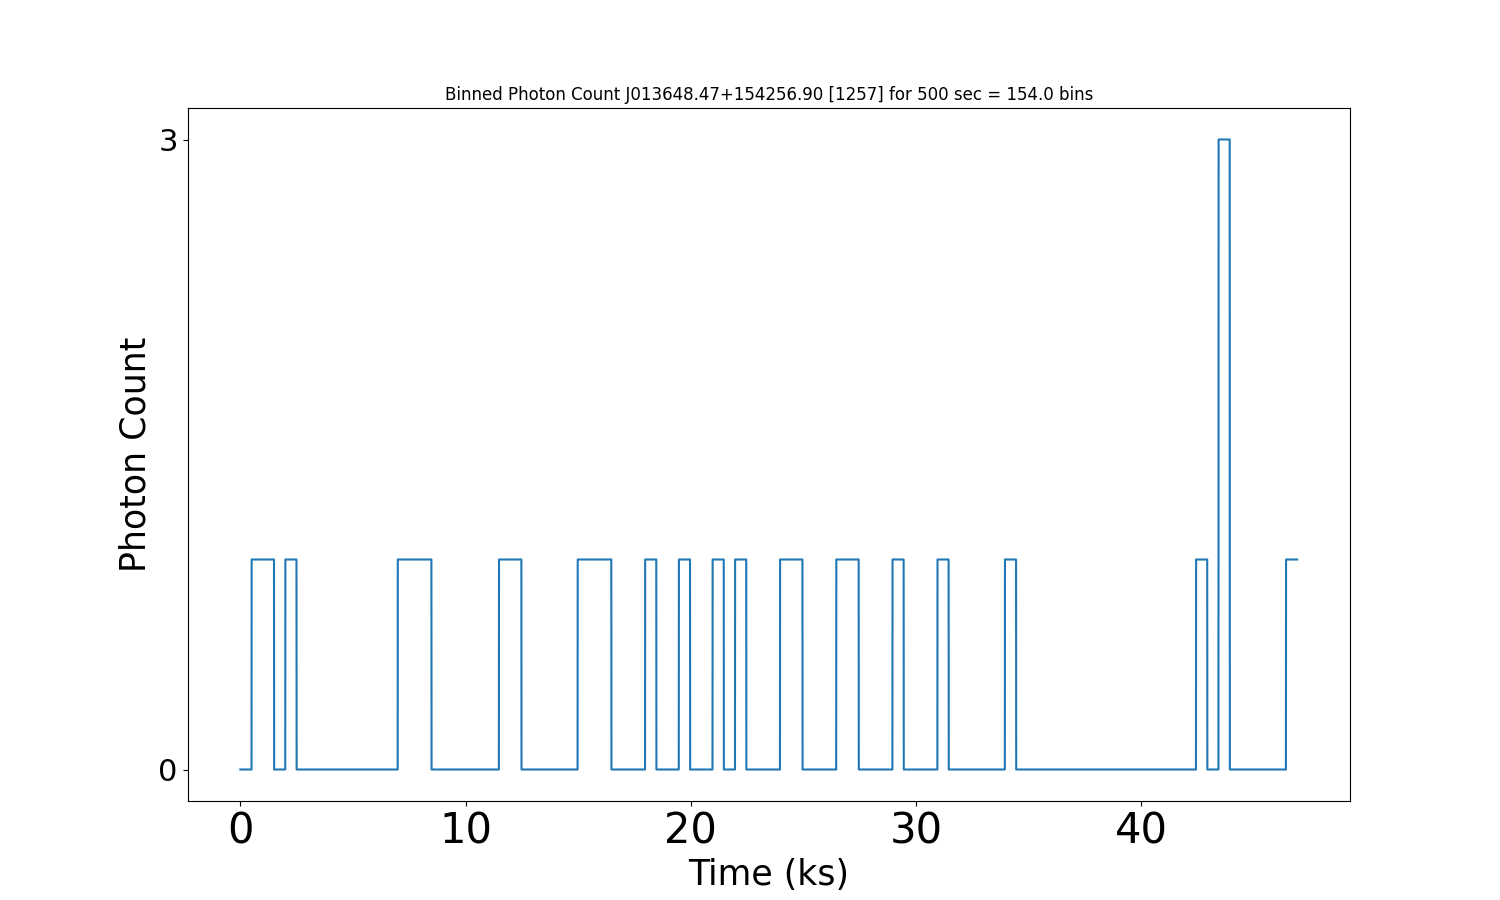 Binned Photon Count J013648.47+154256.90 [1257] for 500 sec = 154.0 bins
3
Photon Count
0
0 10 20 30 40
Time (ks)